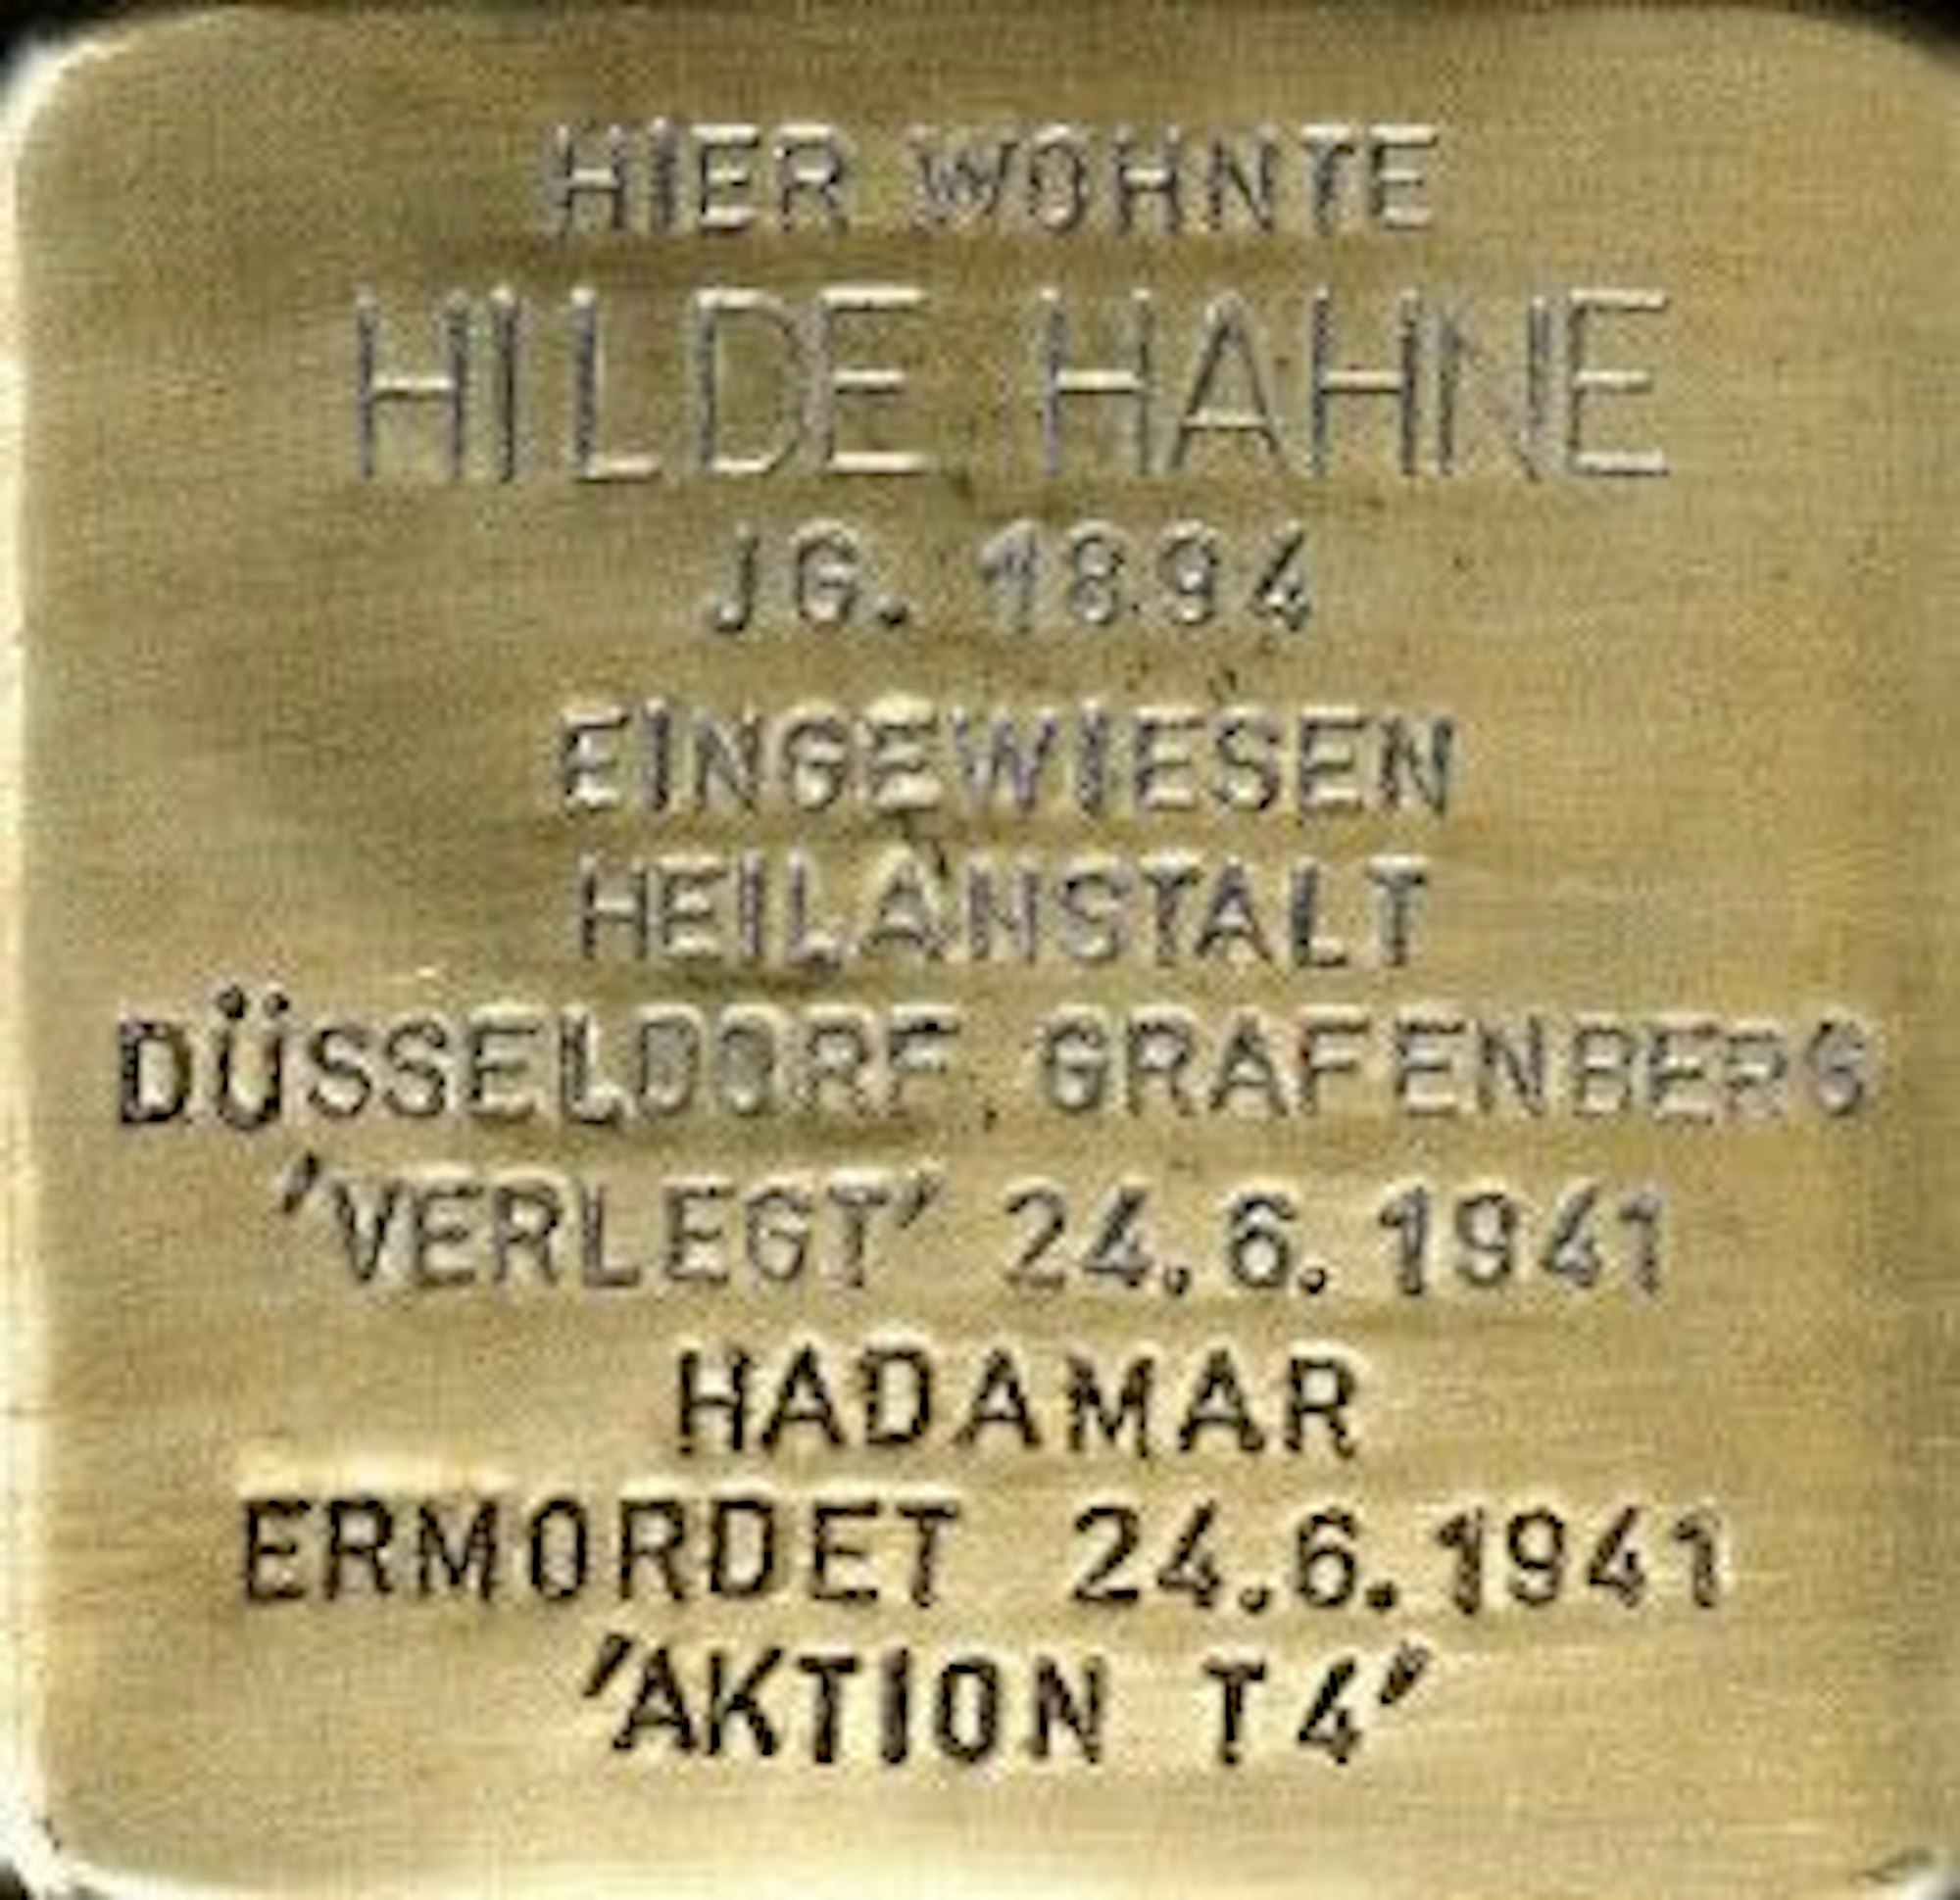 HIER WOHNTE
HILDE HAHNE
JG. 1894
EINGEWIESEN
HEILANSTALT
DÜSSELDORF GRAFENBERG
'VERLEGT' 24.6.1941
HADAMAR
ERMORDET 24.6.1941
'AKTION T4'